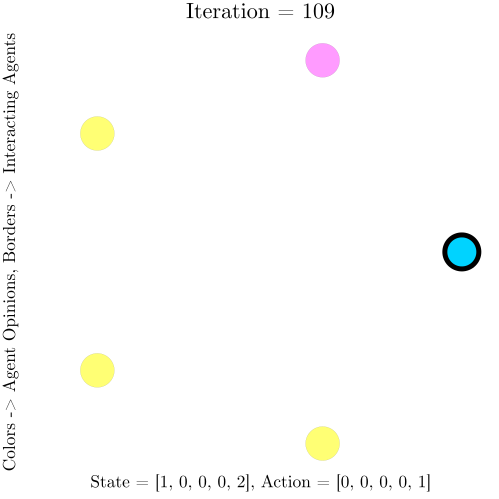 Iteration = 109
Colors -> Agent Opinions, Borders -> Interacting Agents
State = [1, 0, 0, 0, 2], Action = [0, 0, 0, 0, 1]